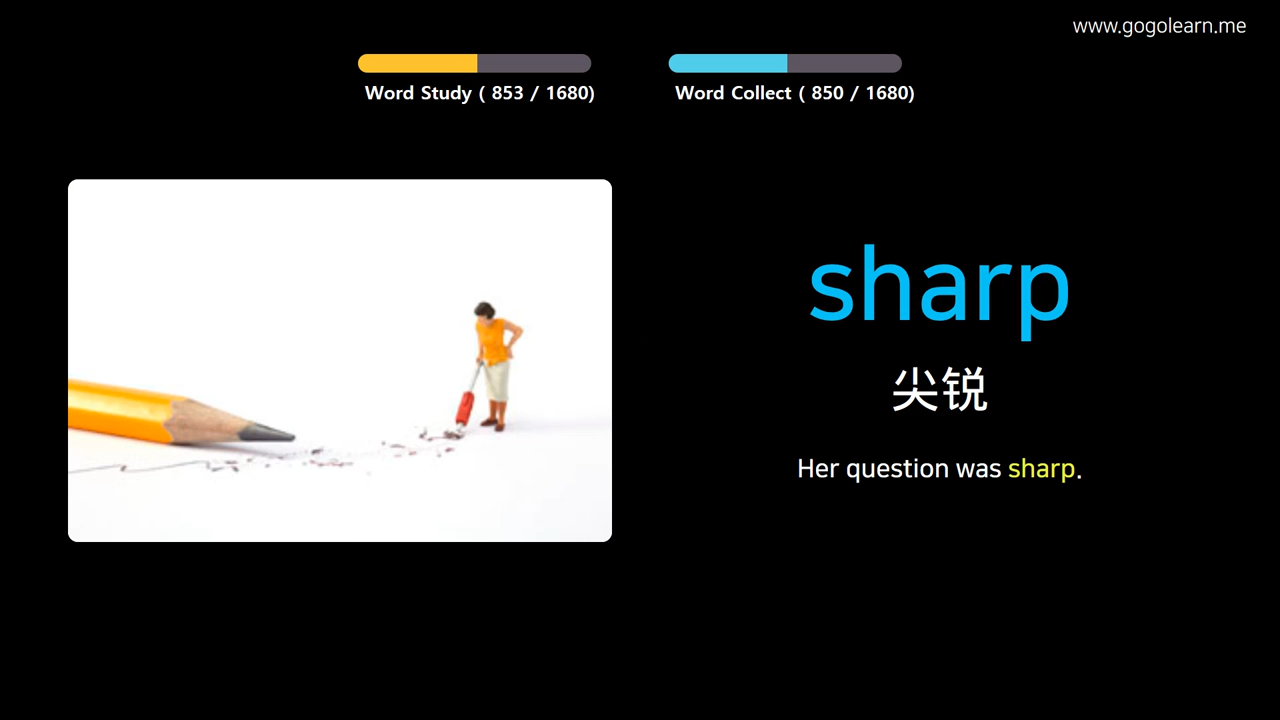 www.gogolearn.me
Word Study ( 853 / 1680)
Word Collect ( 850 / 1680)
sharp
尖锐
Her question was sharp.